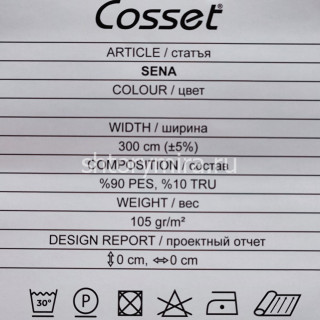 Cosset®
ARTICLE / статъя
SENA
COLOUR / цвет
WIDTH / ширина
300 cm (±5%)
COMPOSITION / состав
%90 PES, %10 TRU
WEIGHT / вес
105 gr/m²
DESIGN REPORT / проектный отчет
⇕0 cm, ⇔0 cm
30°
P